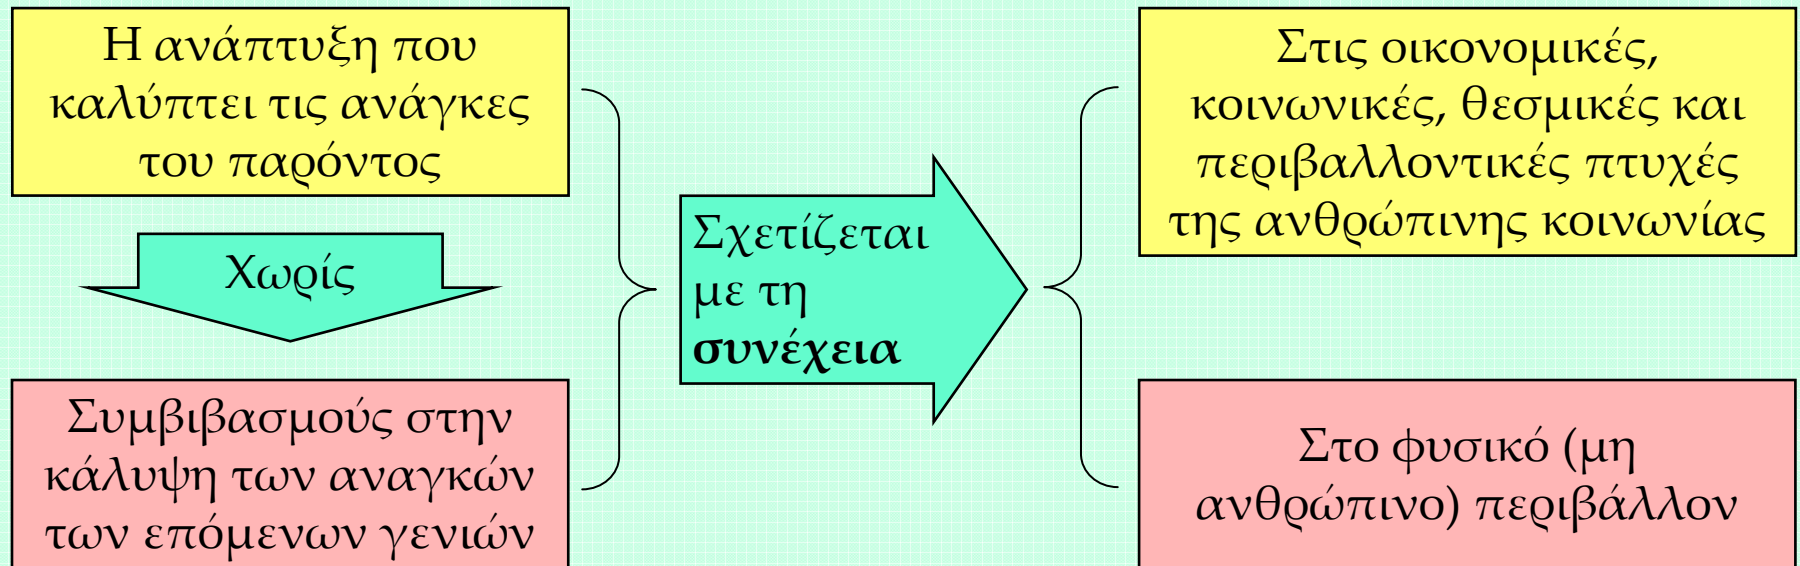 Η ανάπτυξη που
καλύπτει τις ανάγκες
του παρόντος
Χωρίς
Συμβιβασμούς στην
κάλυψη των αναγκών
των επόμενων γενιών
Σχετίζεται
με τη
συνέχεια
Στις οικονομικές,
κοινωνικές, θεσμικές και
περιβαλλοντικές πτυχές
της ανθρώπινης κοινωνίας
Στο φυσικό (μη
ανθρώπινο) περιβάλλον